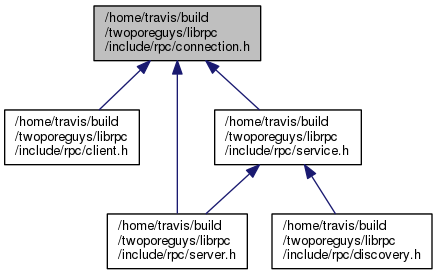 /home/travis/build
/twoporeguys/librpc
/include/rpc/connection.h
/home/travis/build
/twoporeguys/librpc
/include/rpc/client.h
/home/travis/build
/twoporeguys/librpc
/include/rpc/service.h
/home/travis/build
/twoporeguys/librpc
/include/rpc/server.h
/home/travis/build
/twoporeguys/librpc
/include/rpc/discovery.h